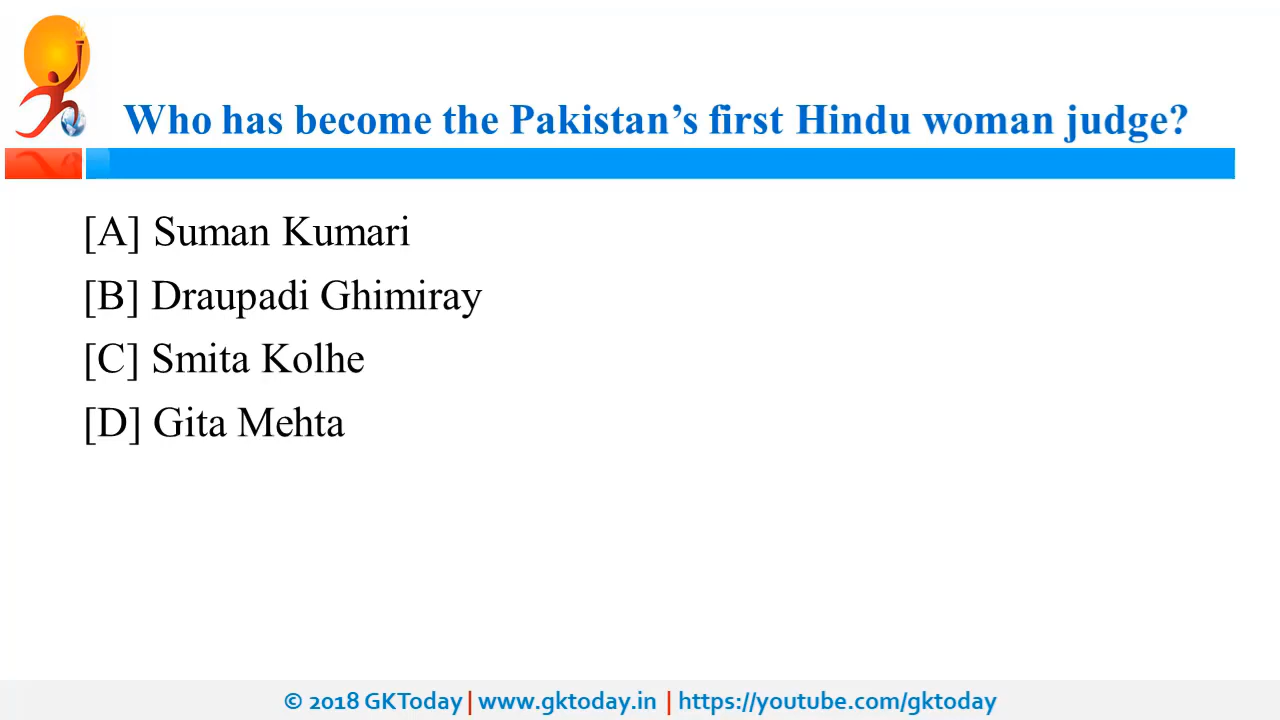 Who has become the Pakistan’s first Hindu woman judge?
[A] Suman Kumari
[B] Draupadi Ghimiray
[C] Smita Kolhe
[D] Gita Mehta
© 2018 GKToday | www.gktoday.in | https://youtube.com/gktoday